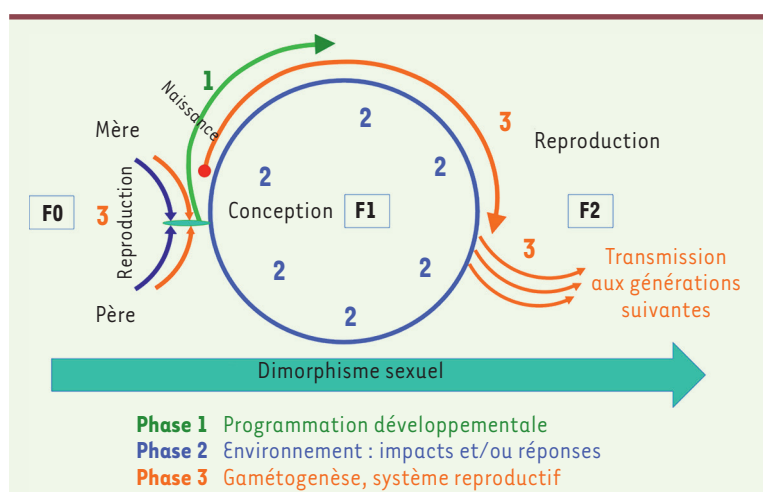 1
Naissance
Mère
3
Reproduction
2
2
2
F0
3
Reproduction
Conception
F1
F2
2
2
2
3
Transmission
aux générations
suivantes
Père
Dimorphisme sexuel
Phase 1 Programmation développementale
Phase 2 Environnement : impacts et/ou réponses
Phase 3 Gamétogenèse, système reproductif